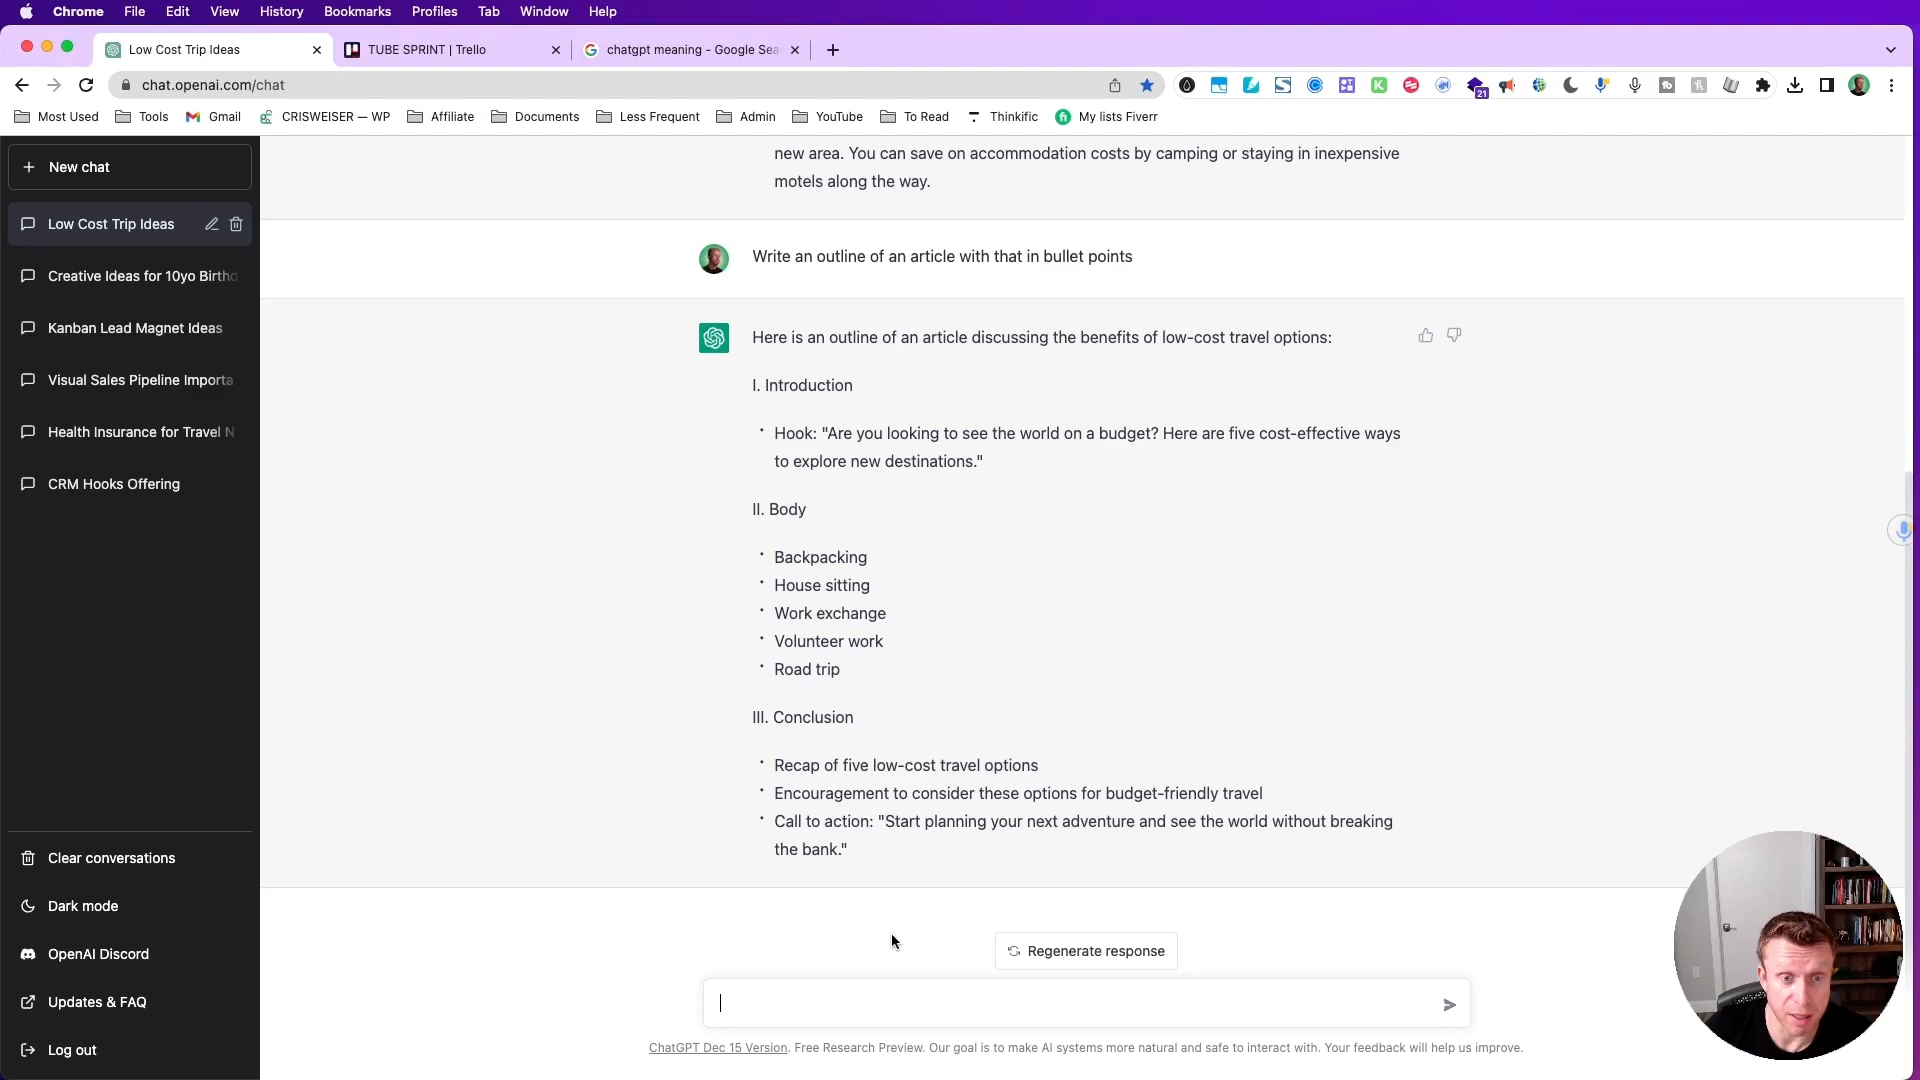 Chrome File Edit View History Bookmarks Profiles Tab Window Help
Low Cost Trip Ideas TUBE SPRINT | Trello chatgpt meaning - Google Sea
chat.openai.com/chat
21
Most Used Tools Gmail CRISWEISER — WP Affiliate Documents Less Frequent Admin YouTube To Read Thinkific My lists Fiverr
New chat
Low Cost Trip Ideas
Creative Ideas for 10yo Birthd
Kanban Lead Magnet Ideas
Visual Sales Pipeline Importa
Health Insurance for Travel N
CRM Hooks Offering
Clear conversations
Dark mode
OpenAI Discord
Updates & FAQ
Log out
new area. You can save on accommodation costs by camping or staying in inexpensive
motels along the way.
Write an outline of an article with that in bullet points
Here is an outline of an article discussing the benefits of low-cost travel options:
I. Introduction
• Hook: "Are you looking to see the world on a budget? Here are five cost-effective ways
to explore new destinations."
II. Body
• Backpacking
• House sitting
• Work exchange
• Volunteer work
• Road trip
III. Conclusion
• Recap of five low-cost travel options
• Encouragement to consider these options for budget-friendly travel
• Call to action: "Start planning your next adventure and see the world without breaking
the bank."
Regenerate response
ChatGPT Dec 15 Version. Free Research Preview. Our goal is to make AI systems more natural and safe to interact with. Your feedback will help us improve.